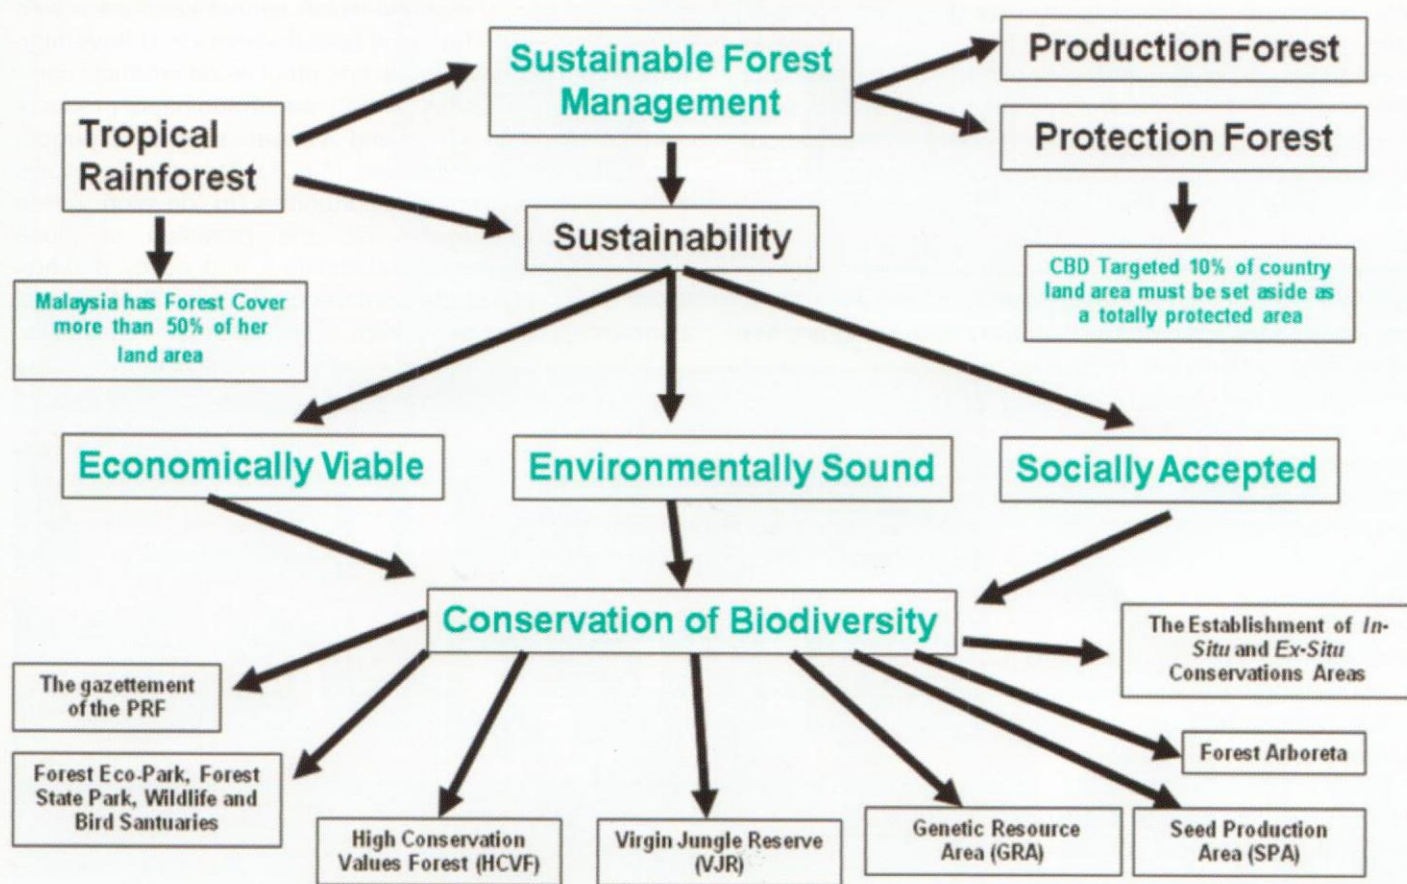 Sustainable Forest
Management
Production Forest
Protection Forest
Tropical
Rainforest
Sustainability
Malaysia has Forest Cover
more than 50% of her
land area
CBD Targeted 10% of country
land area must be set aside as
a totally protected area
Economically Viable
Environmentally Sound
Socially Accepted
Conservation of Biodiversity
The Establishment of In-
Situ and Ex-Situ
Conservations Areas
The gazettement
of the PRF
Forest Eco-Park, Forest
State Park, Wildlife and
Bird Santuaries
Forest Arboreta
High Conservation
Values Forest (HCVF)
Virgin Jungle Reserve
(VJR)
Genetic Resource
Area (GRA)
Seed Production
Area (SPA)